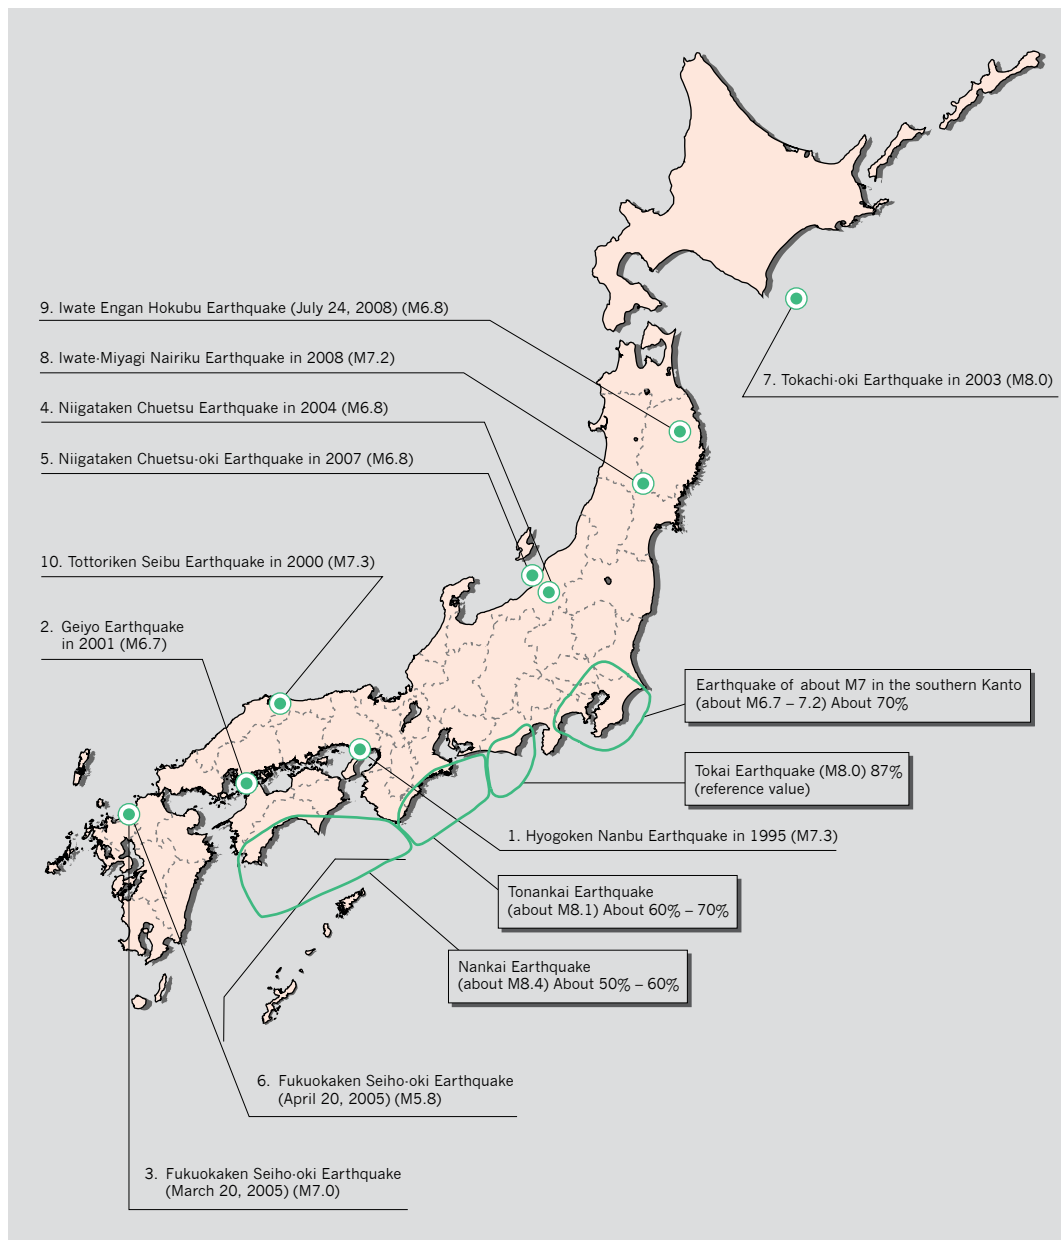 9. Iwate Engan Hokubu Earthquake (July 24, 2008) (M6.8)
8. Iwate-Miyagi Nairiku Earthquake in 2008 (M7.2)
7. Tokachi-oki Earthquake in 2003 (M8.0)
4. Niigataken Chuetsu Earthquake in 2004 (M6.8)
5. Niigataken Chuetsu-oki Earthquake in 2007 (M6.8)
10. Tottoriken Seibu Earthquake in 2000 (M7.3)
2. Geiyo Earthquake
in 2001 (M6.7)
Earthquake of about M7 in the southern Kanto
(about M6.7 – 7.2) About 70%
Tokai Earthquake (M8.0) 87%
(reference value)
1. Hyogoken Nanbu Earthquake in 1995 (M7.3)
Tonankai Earthquake
(about M8.1) About 60% – 70%
Nankai Earthquake
(about M8.4) About 50% – 60%
6. Fukuokaken Seiho-oki Earthquake
(April 20, 2005) (M5.8)
3. Fukuokaken Seiho-oki Earthquake
(March 20, 2005) (M7.0)